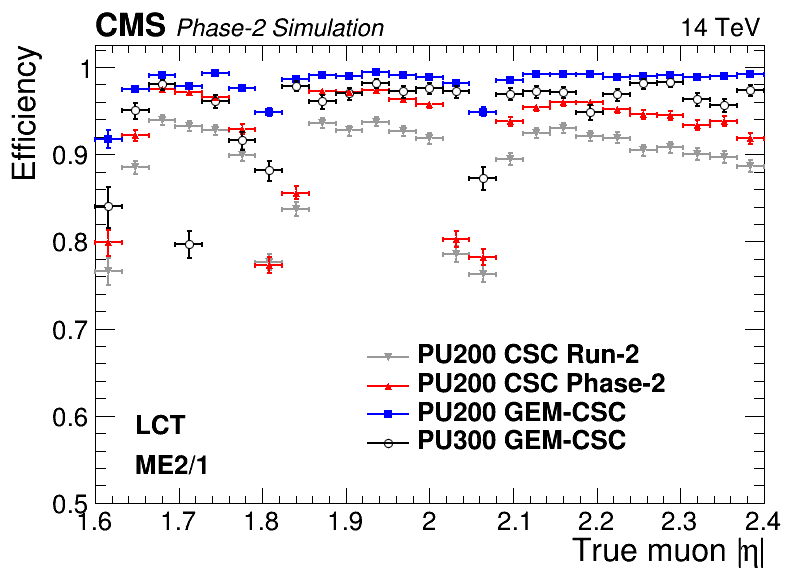 CMS Phase-2 Simulation 14 TeV
Efficiency
1
0.9
0.8
0.7
0.6
0.5
PU200 CSC Run-2
PU200 CSC Phase-2
PU200 GEM-CSC
PU300 GEM-CSC
LCT
ME2/1
1.6 1.7 1.8 1.9 2 2.1 2.2 2.3 2.4
True muon |η|